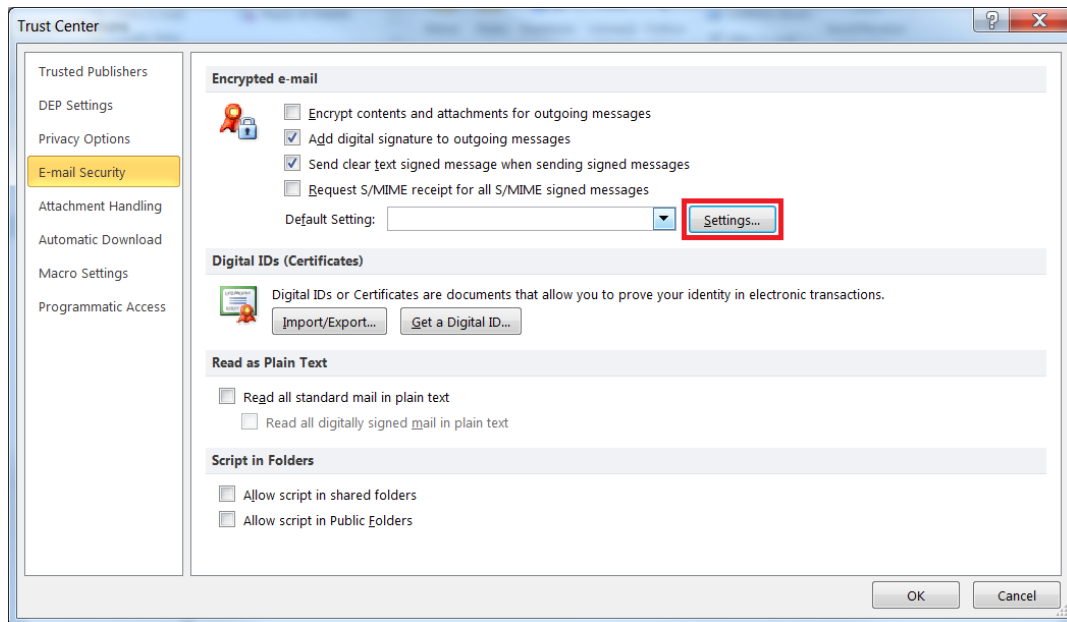 Trust Center
Trusted Publishers
DEP Settings
Privacy Options
E-mail Security
Attachment Handling
Automatic Download
Macro Settings
Programmatic Access
Encrypted e-mail
Encrypt contents and attachments for outgoing messages
Add digital signature to outgoing messages
Send clear text signed message when sending signed messages
Request S/MIME receipt for all S/MIME signed messages
Default Setting:
Settings...
Digital IDs (Certificates)
Digital IDs or Certificates are documents that allow you to prove your identity in electronic transactions.
Import/Export...
Get a Digital ID...
Read as Plain Text
Read all standard mail in plain text
Read all digitally signed mail in plain text
Script in Folders
Allow script in shared folders
Allow script in Public Folders
OK
Cancel